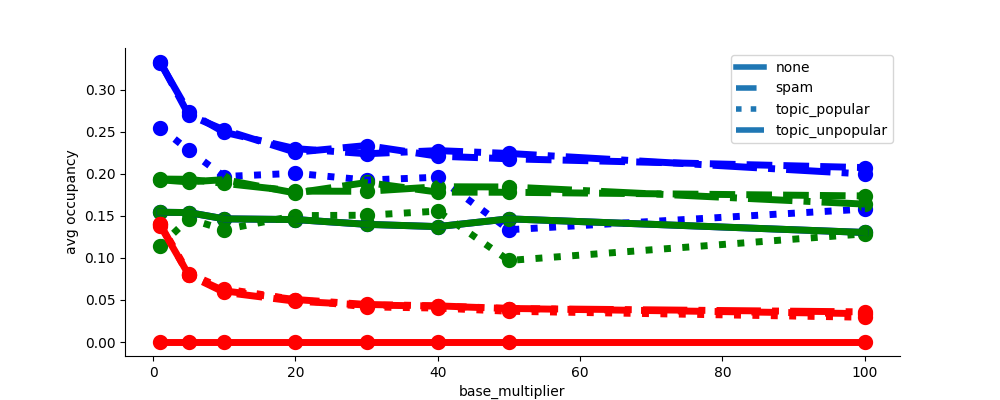 none
spam
topic_popular
topic_unpopular
avg occupancy
0.30
0.25
0.20
0.15
0.10
0.05
0.00
0 20 40 60 80 100
base_multiplier